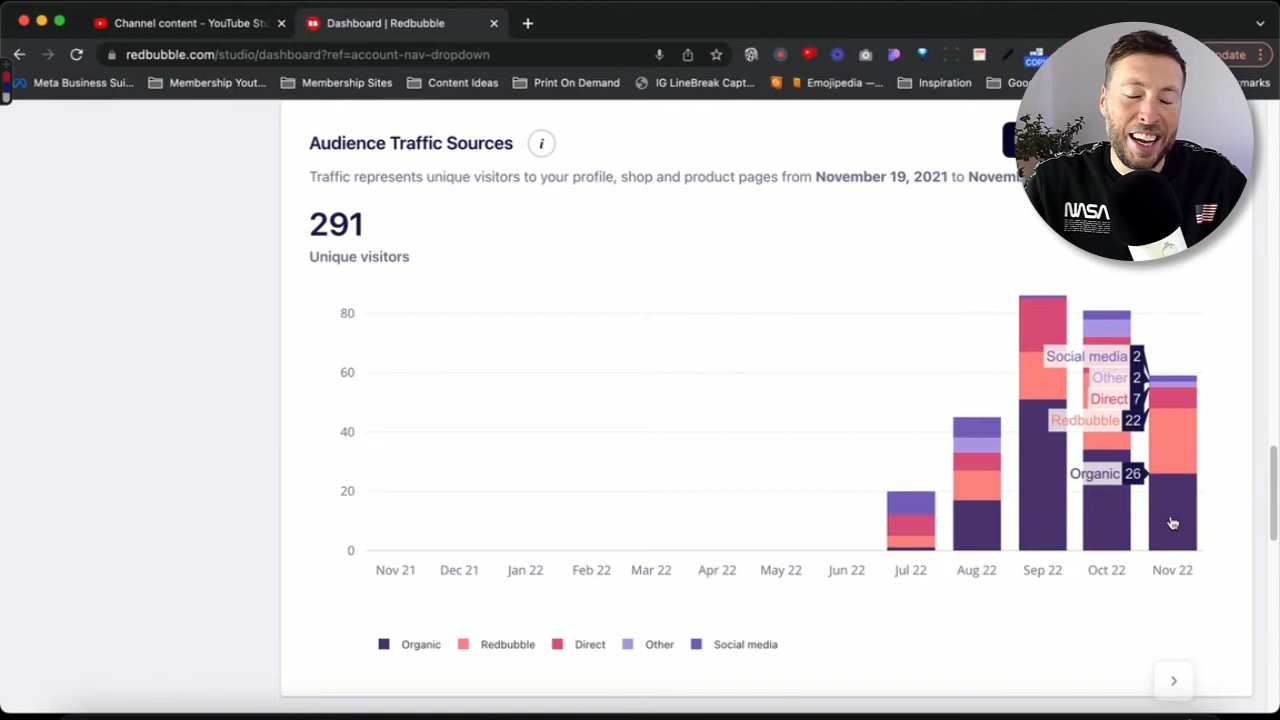 Channel content - YouTube Stu
Dashboard | Redbubble
redbubble.com/studio/dashboard?ref=account-nav-dropdown
Meta Business Sui...
Membership Yout...
Membership Sites
Content Ideas
Print On Demand
IG LineBreak Capt...
Emojipedia —...
Inspiration
Goo
Audience Traffic Sources
i
Traffic represents unique visitors to your profile, shop and product pages from November 19, 2021 to
291
Unique visitors
NASA
80
60
40
20
0
Social media 2
Other 2
Direct 7
Redbubble 22
Organic 26
Nov 21 Dec 21 Jan 22 Feb 22 Mar 22 Apr 22 May 22 Jun 22 Jul 22 Aug 22 Sep 22 Oct 22 Nov 22
Organic Redbubble Direct Other Social media